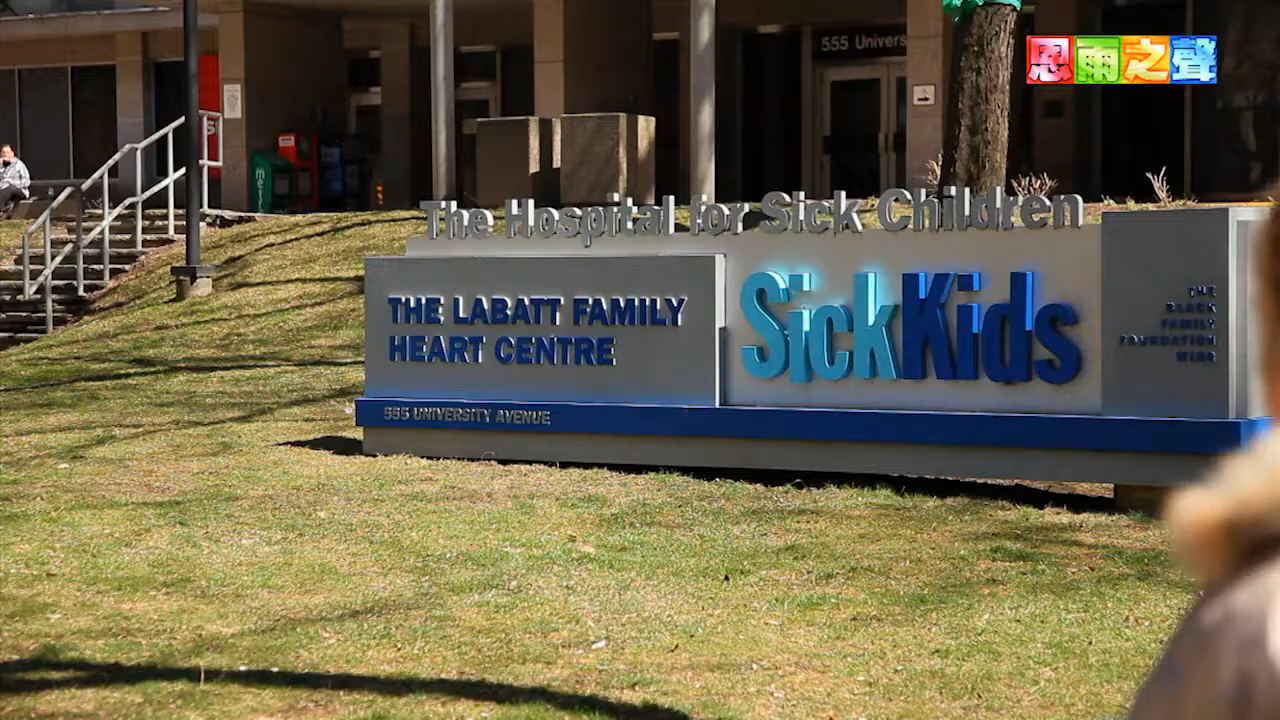 恩雨之聲
555 Univers
metro
The Hospital for Sick Children
THE LABATT FAMILY
HEART CENTRE
SickKids
THE
BLACK
FAMILY
FOUNDATION
WING
555 UNIVERSITY AVENUE